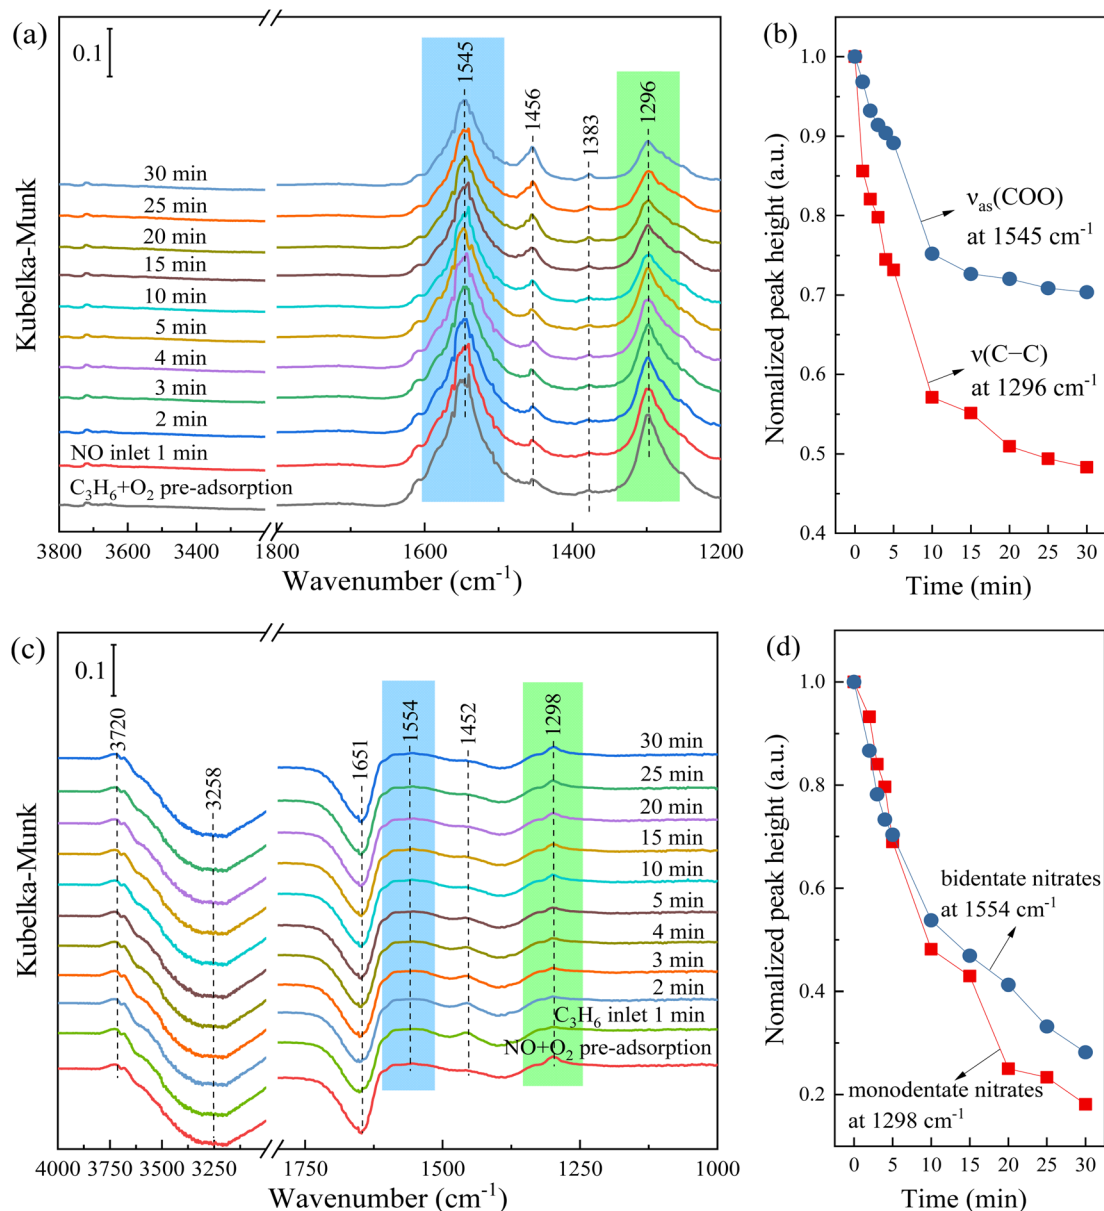 (a)
0.1
1545
1456
1383
1296
30 min
25 min
20 min
15 min
10 min
5 min
4 min
3 min
2 min
NO inlet 1 min
C₃H₆+O₂ pre-adsorption
Kubelka-Munk
3800 3600 3400 1800 1600 1400 1200
Wavenumber (cm⁻¹)
(b)
1.0
0.9
0.8
0.7
0.6
0.5
0.4
Nomalized peak height (a.u.)
νas(COO)
at 1545 cm⁻¹
ν(C−C)
at 1296 cm⁻¹
0 5 10 15 20 25 30
Time (min)
(c)
0.1
3720
3258
1651
1554
1452
1298
30 min
25 min
20 min
15 min
10 min
5 min
4 min
3 min
2 min
C₃H₆ inlet 1 min
NO+O₂ pre-adsorption
Kubelka-Munk
4000 3750 3500 3250 1750 1500 1250 1000
Wavenumber (cm⁻¹)
(d)
1.0
0.8
0.6
0.4
0.2
Nomalized peak height (a.u.)
bidentate nitrates
at 1554 cm⁻¹
monodentate nitrates
at 1298 cm⁻¹
0 5 10 15 20 25 30
Time (min)